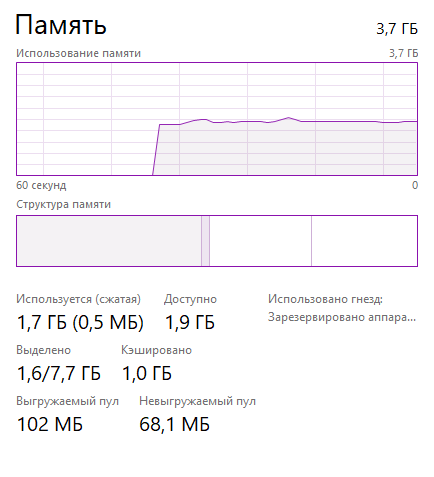 Память 3,7 ГБ
Использование памяти 3,7 ГБ
60 секунд 0
Структура памяти
Используется (сжатая) Доступно Использовано гнезд:
1,7 ГБ (0,5 МБ) 1,9 ГБ Зарезервировано аппара...
Выделено Кэшировано
1,6/7,7 ГБ 1,0 ГБ
Выгружаемый пул Невыгружаемый пул
102 МБ 68,1 МБ